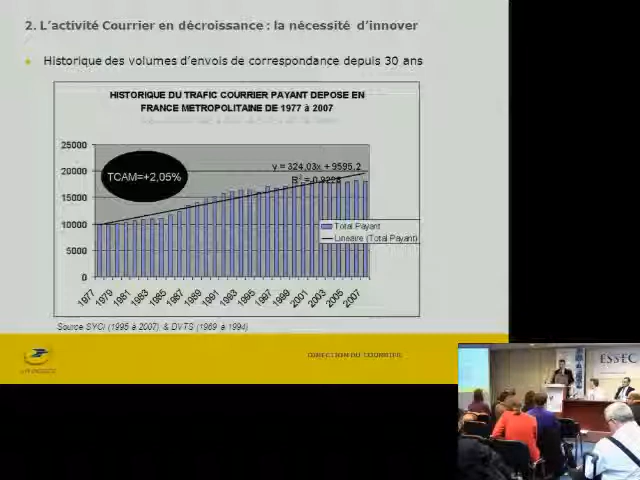 2. L'activité Courrier en décroissance : la nécessité d'innover
Historique des volumes d'envois de correspondance depuis 30 ans
HISTORIQUE DU TRAFIC COURRIER PAYANT DEPOSE EN
FRANCE METROPOLITAINE DE 1977 à 2007
25000
20000
15000
10000
5000
0
TCAM=+2,05%
y = 324,03x + 9595,2
R² = 0,9228
Total Payant
Linéaire (Total Payant)
1977
1979
1981
1983
1985
1987
1989
1991
1993
1995
1997
1999
2001
2003
2005
2007
Source SYCI (1995 à 2007) & DVTS (1969 à 1994)
LA POSTE
DIRECTION DU COURRIER
ESSEC